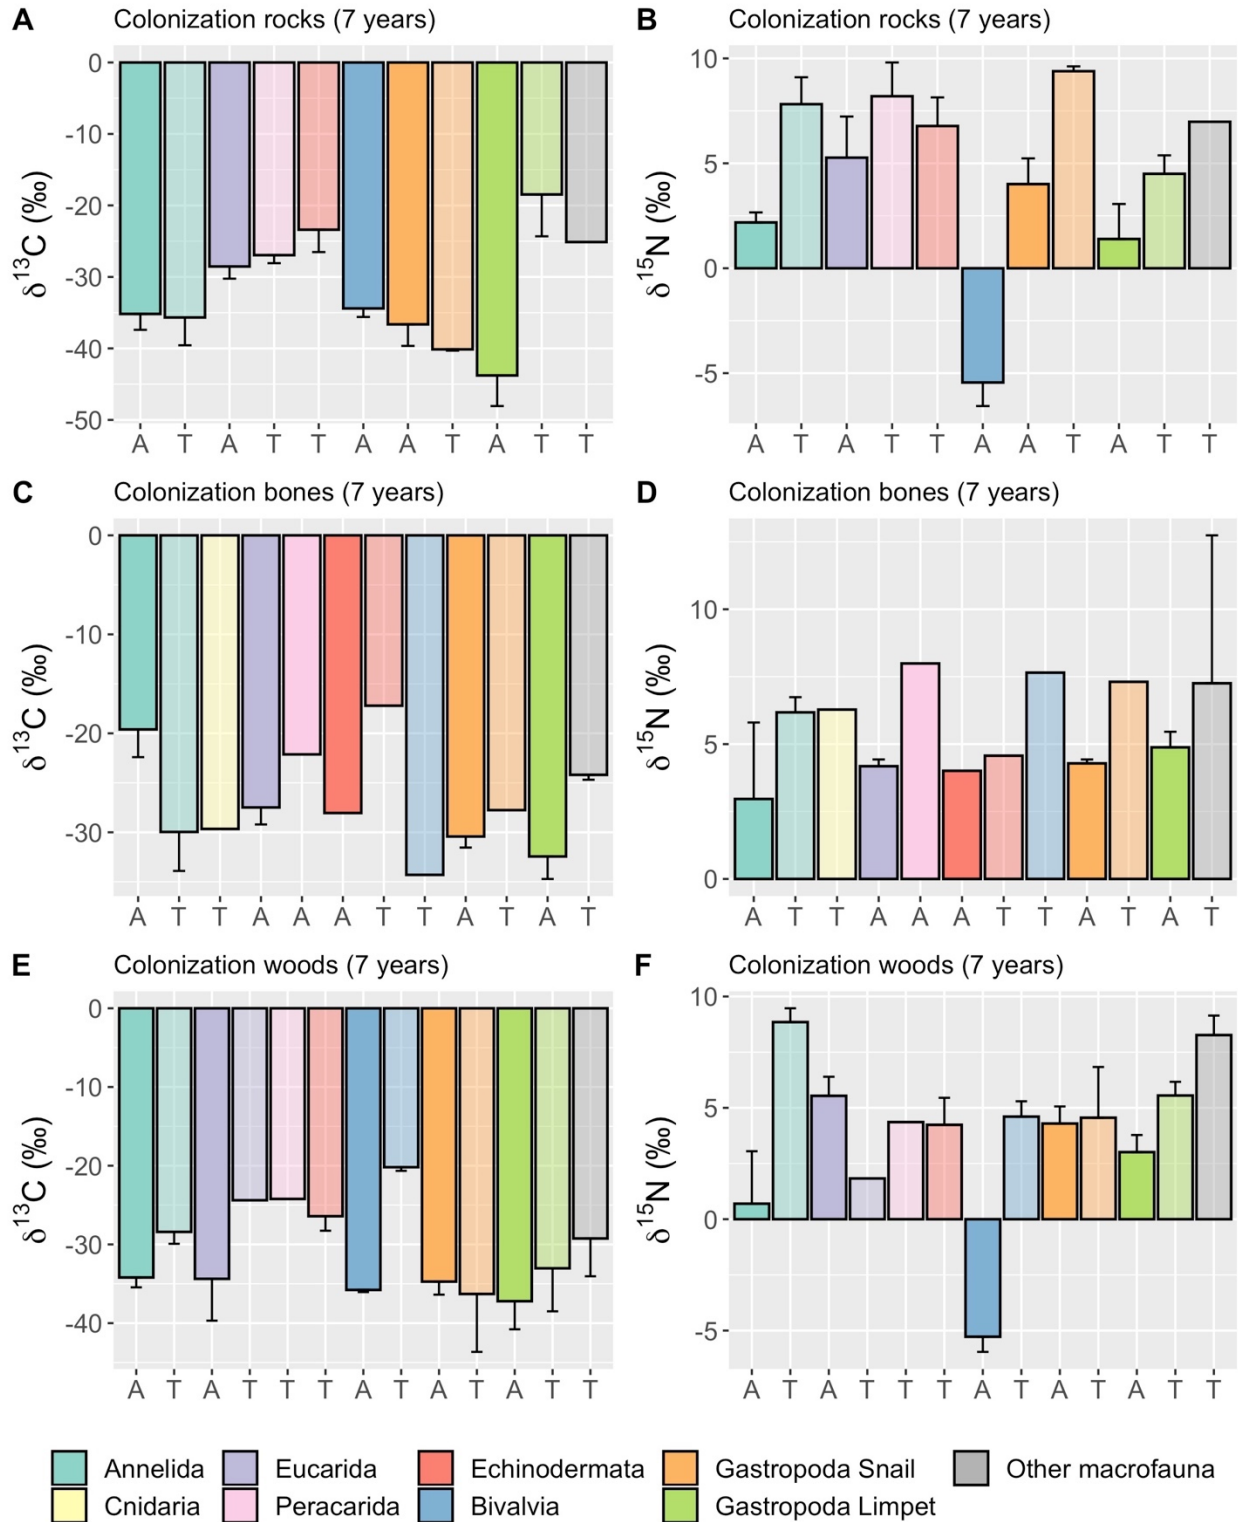 A Colonization rocks (7 years)
δ13C (‰)
0
-10
-20
-30
-40
-50
A T A T T A A T A T T
B Colonization rocks (7 years)
δ15N (‰)
10
5
0
-5
A T A T T A A T A T T
C Colonization bones (7 years)
δ13C (‰)
0
-10
-20
-30
A T T A A A T T A T A T
D Colonization bones (7 years)
δ15N (‰)
10
5
0
A T T A A A T T A T A T
E Colonization woods (7 years)
δ13C (‰)
0
-10
-20
-30
-40
A T A T T T A T A T A T T
F Colonization woods (7 years)
δ15N (‰)
10
5
0
-5
A T A T T T A T A T A T T
Annelida Eucarida Echinodermata Gastropoda Snail Other macrofauna
Cnidaria Peracarida Bivalvia Gastropoda Limpet